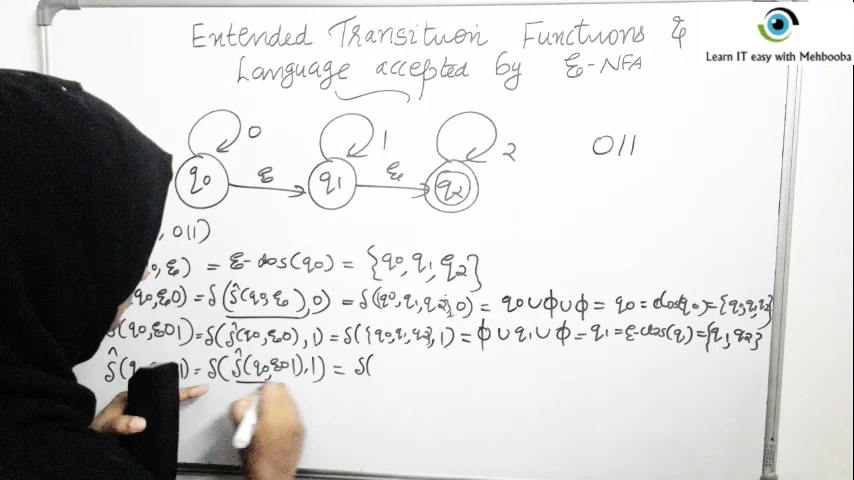 Extended Transition Functions &
Language accepted by ε-NFA
Learn IT easy with Mehbooba
0
1
2
011
q0
ε
q1
ε
q2
, 011)
, ε) = ε-clos(q0) = {q0, q1, q2}
(q0, ε0) = δ(δ̂(q0, ε), 0) = δ(q0, q1, q2, 0) = q0 ∪ ϕ ∪ ϕ = q0 = clos(q0) = {q0, q1, q2}
δ(q0, ε01) = δ(δ̂(q0, ε0), 1) = δ({q0, q1, q2}, 1) = ϕ ∪ q1 ∪ ϕ = q1 = ε-clos(q1) = {q1, q2}
δ̂(q 1) = δ(δ̂(q0, ε01), 1) = δ(